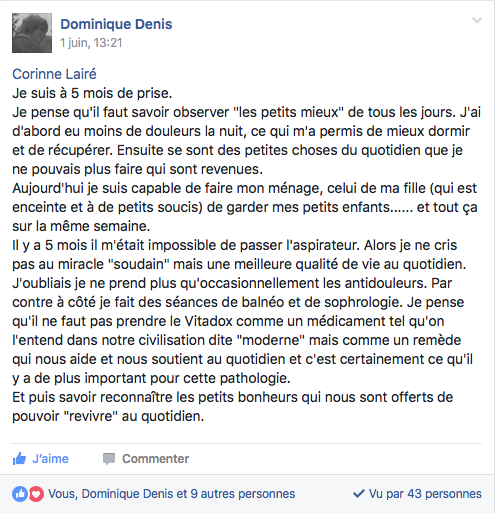 Dominique Denis
1 juin, 13:21
Corinne Lairé
Je suis à 5 mois de prise.
Je pense qu'il faut savoir observer "les petits mieux" de tous les jours. J'ai
d'abord eu moins de douleurs la nuit, ce qui m'a permis de mieux dormir
et de récupérer. Ensuite se sont des petites choses du quotidien que je
ne pouvais plus faire qui sont revenues.
Aujourd'hui je suis capable de faire mon ménage, celui de ma fille (qui est
enceinte et à de petits soucis) de garder mes petits enfants...... et tout ça
sur la même semaine.
Il y a 5 mois il m'était impossible de passer l'aspirateur. Alors je ne cris
pas au miracle "soudain" mais une meilleure qualité de vie au quotidien.
J'oubliais je ne prend plus qu'occasionnellement les antidouleurs. Par
contre à côté je fait des séances de balnéo et de sophrologie. Je pense
qu'il ne faut pas prendre le Vitadox comme un médicament tel qu'on
l'entend dans notre civilisation dite "moderne" mais comme un remède
qui nous aide et nous soutient au quotidien et c'est certainement ce qu'il
y a de plus important pour cette pathologie.
Et puis savoir reconnaître les petits bonheurs qui nous sont offerts de
pouvoir "revivre" au quotidien.
J'aime Commenter
Vous, Dominique Denis et 9 autres personnes Vu par 43 personnes